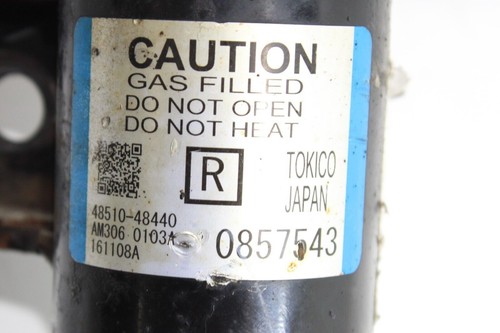 CAUTION
GAS FILLED
DO NOT OPEN
DO NOT HEAT
R
TOKICO
JAPAN
48510-48440
AM306 0103A
161108A
0857543